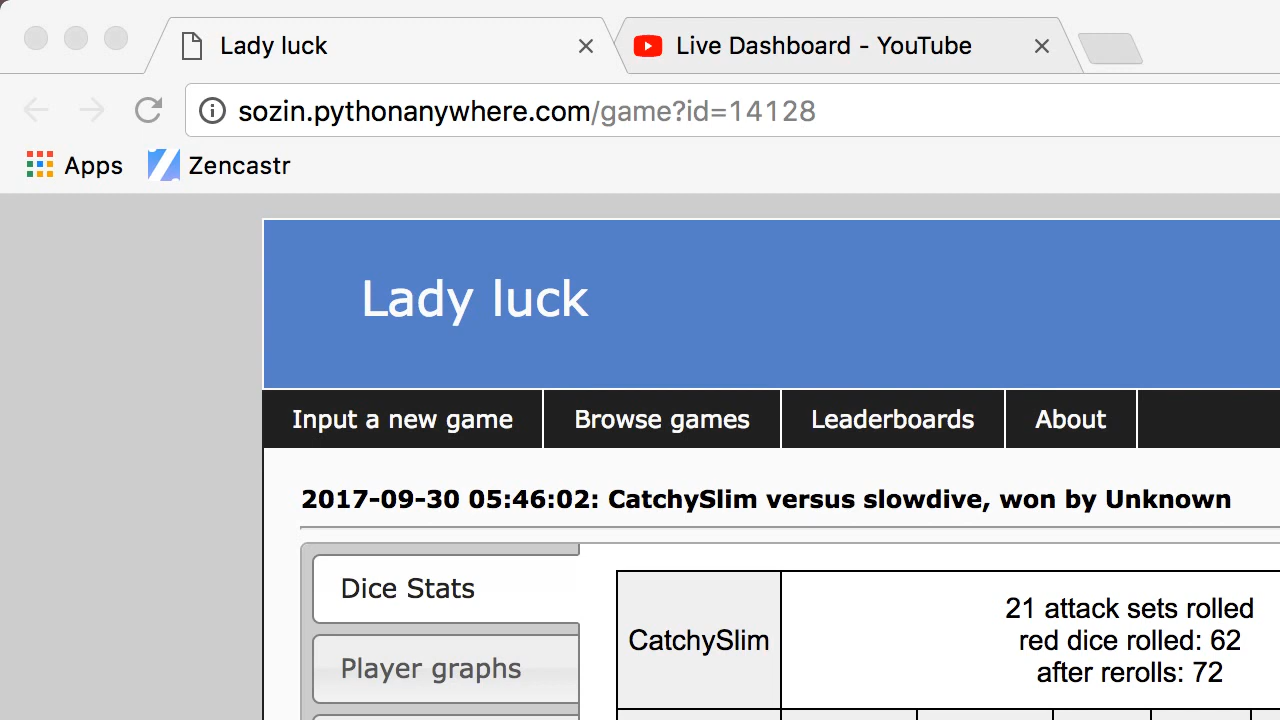 Lady luck
Live Dashboard - YouTube
sozin.pythonanywhere.com/game?id=14128
Apps
Zencastr
Lady luck
Input a new game
Browse games
Leaderboards
About
2017-09-30 05:46:02: CatchySlim versus slowdive, won by Unknown
Dice Stats
Player graphs
CatchySlim
21 attack sets rolled
red dice rolled: 62
after rerolls: 72